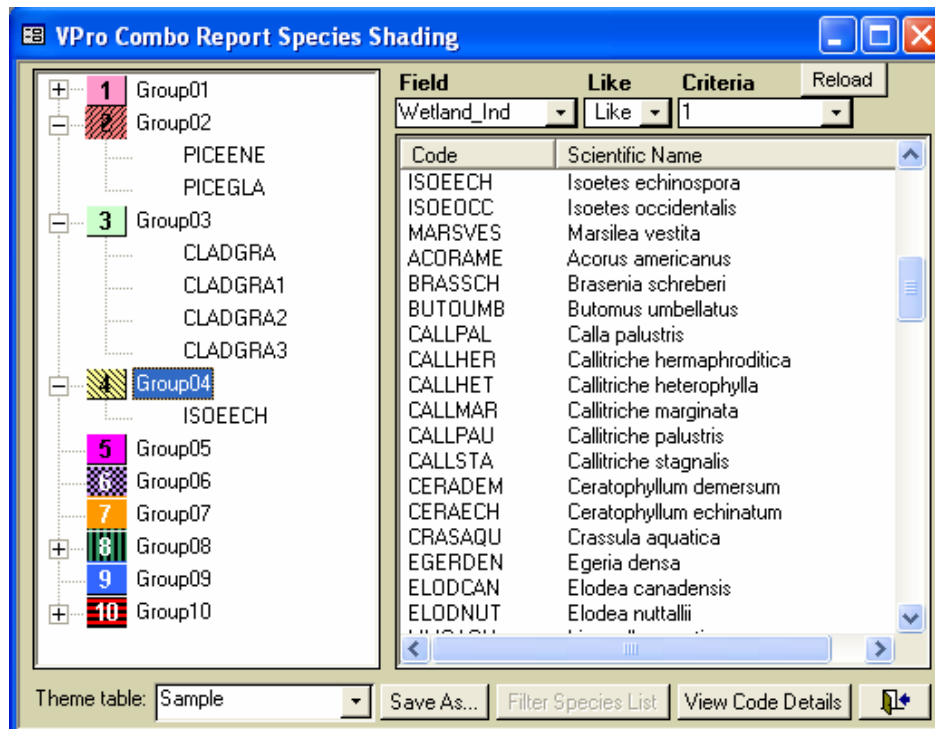 VPro Combo Report Species Shading
1 Group01
2 Group02
PICEENE
PICEGLA
3 Group03
CLADGRA
CLADGRA1
CLADGRA2
CLADGRA3
4 Group04
ISOEECH
5 Group05
6 Group06
7 Group07
8 Group08
9 Group09
10 Group10
Field Like Criteria Reload
Wetland_Ind Like 1
Code Scientific Name
ISOEECH Isoetes echinospora
ISOEOCC Isoetes occidentalis
MARSVES Marsilea vestita
ACORAME Acorus americanus
BRASSCH Brasenia schreberi
BUTOUMB Butomus umbellatus
CALLPAL Calla palustris
CALLHER Callitriche hermaphroditica
CALLHET Callitriche heterophylla
CALLMAR Callitriche marginata
CALLPAU Callitriche palustris
CALLSTA Callitriche stagnalis
CERADEM Ceratophyllum demersum
CERAECH Ceratophyllum echinatum
CRASAQU Crassula aquatica
EGERDEN Egeria densa
ELODCAN Elodea canadensis
ELODNUT Elodea nuttallii
Theme table: Sample Save As... Filter Species List View Code Details